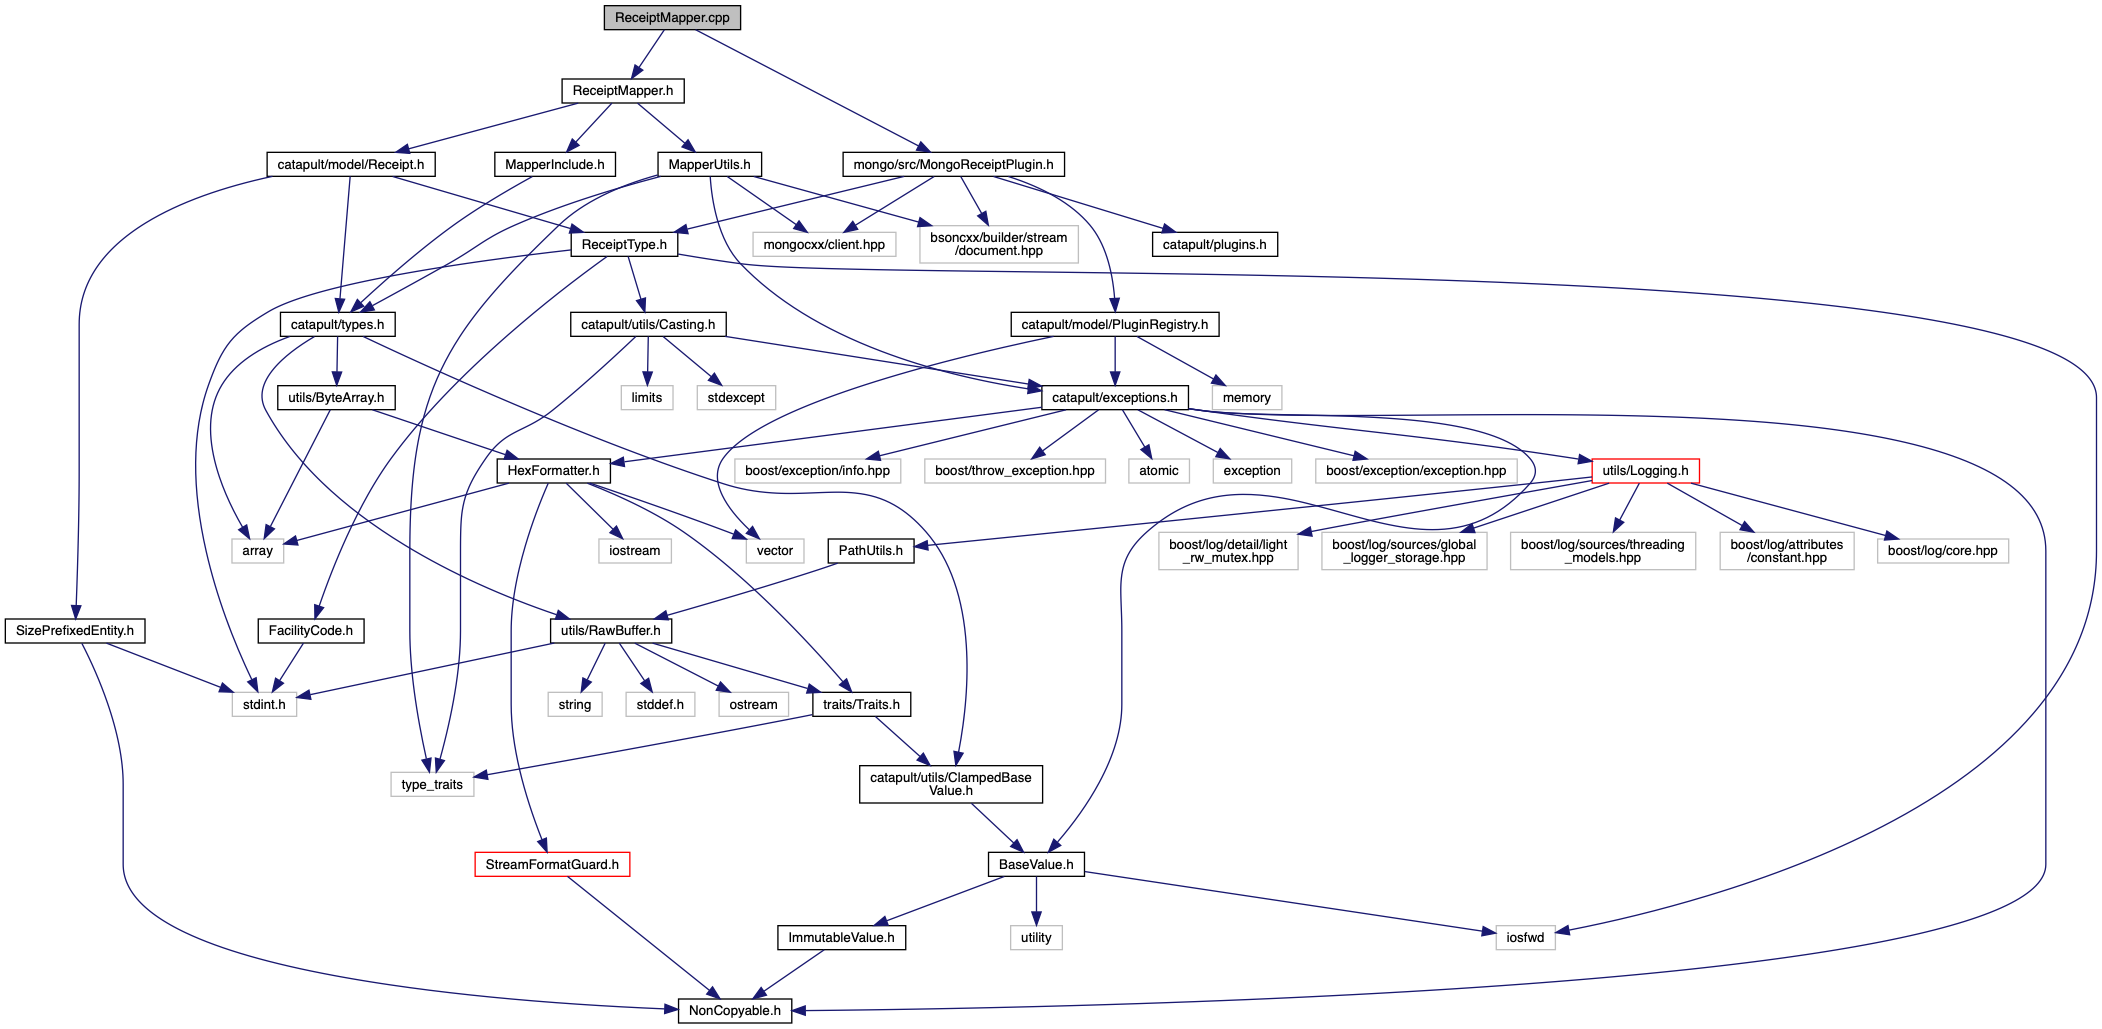 ReceiptMapper.cpp
ReceiptMapper.h
catapult/model/Receipt.h
MapperInclude.h
MapperUtils.h
mongo/src/MongoReceiptPlugin.h
ReceiptType.h
mongocxx/client.hpp
bsoncxx/builder/stream
/document.hpp
catapult/plugins.h
catapult/types.h
catapult/utils/Casting.h
catapult/model/PluginRegistry.h
utils/ByteArray.h
limits
stdexcept
catapult/exceptions.h
memory
HexFormatter.h
boost/exception/info.hpp
boost/throw_exception.hpp
atomic
exception
boost/exception/exception.hpp
utils/Logging.h
array
iostream
vector
PathUtils.h
boost/log/detail/light
_rw_mutex.hpp
boost/log/sources/global
_logger_storage.hpp
boost/log/sources/threading
_models.hpp
boost/log/attributes
/constant.hpp
boost/log/core.hpp
SizePrefixedEntity.h
FacilityCode.h
utils/RawBuffer.h
stdint.h
string
stddef.h
ostream
traits/Traits.h
type_traits
catapult/utils/ClampedBase
Value.h
StreamFormatGuard.h
BaseValue.h
ImmutableValue.h
utility
iosfwd
NonCopyable.h